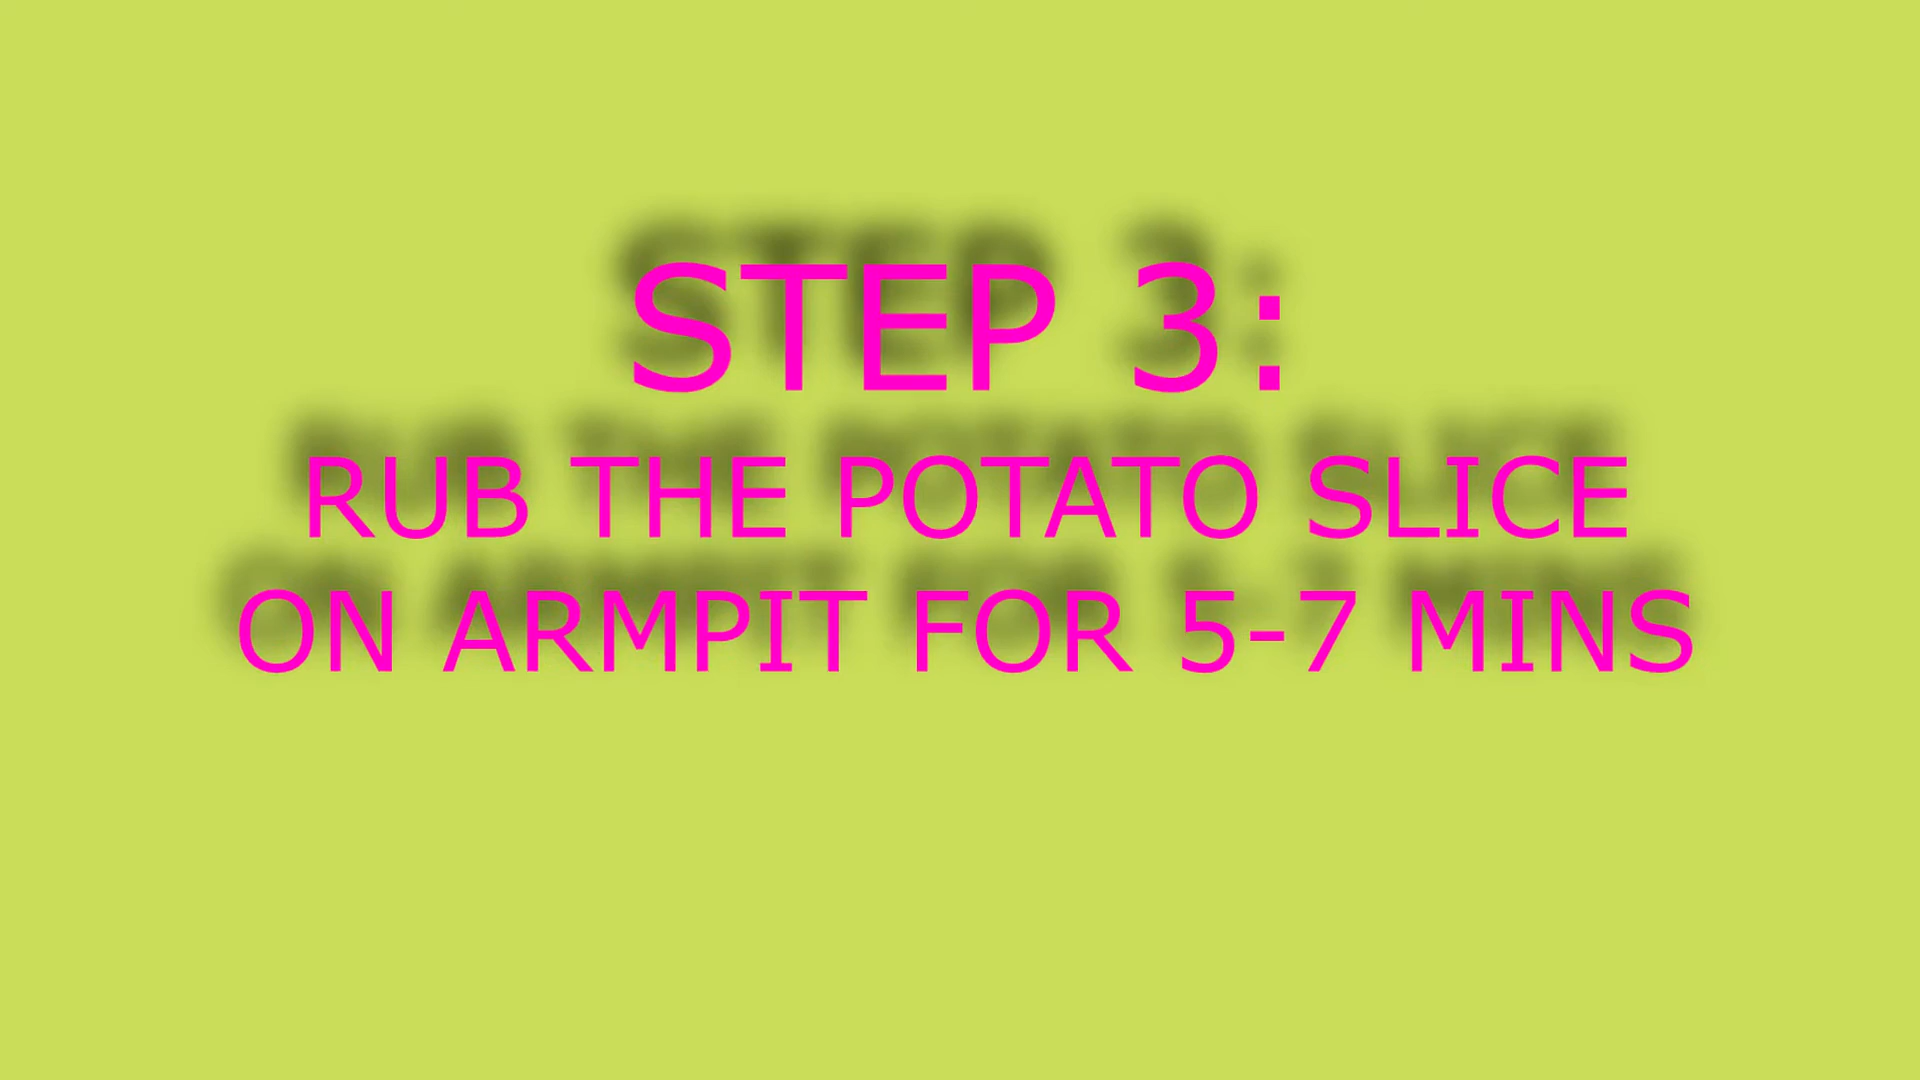 STEP 3:
RUB THE POTATO SLICE
ON ARMPIT FOR 5-7 MINS